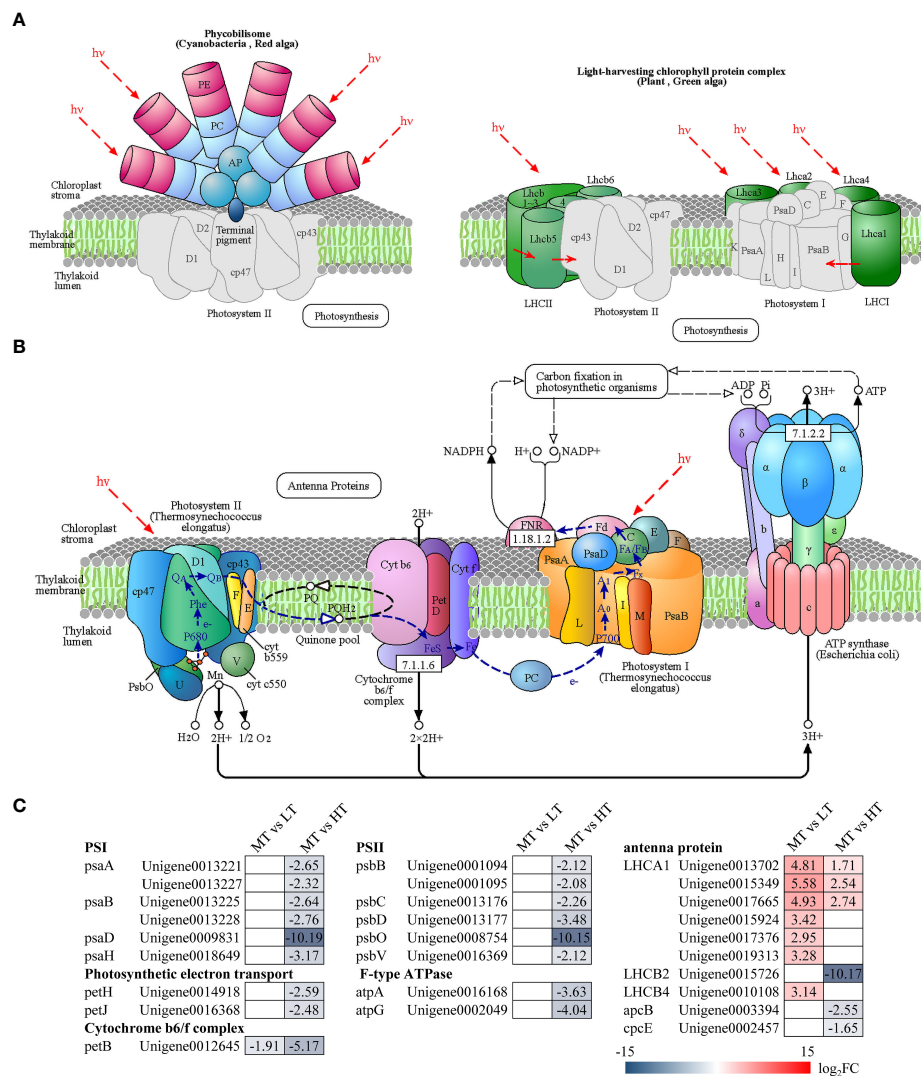 A
Phycobilisome
(Cyanobacteria , Red alga)
hν
hν
hν
hν
PE
PC
AP
Chloroplast
stroma
Thylakoid
membrane
Thylakoid
lumen
D2
D1
Terminal
pigment
cp43
cp47
Photosystem II
Photosynthesis
Light-harvesting chlorophyll protein complex
(Plant , Green alga)
hν
hν
hν
hν
Lhcb
1~3
4
Lhcb6
Lhcb5
cp43
cp47
D2
D1
LHCII
Photosystem II
Lhca3
Lhca2
Lhca4
Lhca1
PsaD
C
E
F
K
PsaA
H
PsaB
G
L
I
Photosystem I
LHCI
Photosynthesis
B
Carbon fixation in
photosynthetic organisms
ADP
Pi
3H+
ATP
7.1.2.2
NADPH
H+
NADP+
hν
hν
Antenna Proteins
Photosystem II
(Thermosynechococcus
elongatus)
Chloroplast
stroma
Thylakoid
membrane
Thylakoid
lumen
cp47
D1
cp43
QA
QB
Phe
e-
P680
F
E
PsbO
U
V
Mn
cyt
b559
cyt c550
H2O
2H+
1/2 O2
PQ
PQH2
Quinone pool
2H+
Cyt b6
Pet
D
Cyt f
FeS
Fe
7.1.1.6
Cytochrome
b6/f
complex
2×2H+
PC
e-
FNR
1.18.1.2
Fd
PsaA
PsaD
C
E
F
FA/FB
FX
A1
A0
P700
L
I
M
PsaB
Photosystem I
(Thermosynechococcus
elongatus)
δ
α
β
α
b
γ
ε
a
c
ATP synthase
(Escherichia coli)
3H+
C
MT vs LT
MT vs HT
PSI
psaA Unigene0013221 -2.65
Unigene0013227 -2.32
psaB Unigene0013225 -2.64
Unigene0013228 -2.76
psaD Unigene0009831 -10.19
psaH Unigene0018649 -3.17
Photosynthetic electron transport
petH Unigene0014918 -2.59
petJ Unigene0016368 -2.48
Cytochrome b6/f complex
petB Unigene0012645 -1.91 -5.17
MT vs LT
MT vs HT
PSII
psbB Unigene0001094 -2.12
Unigene0001095 -2.08
psbC Unigene0013176 -2.26
psbD Unigene0013177 -3.48
psbO Unigene0008754 -10.15
psbV Unigene0016369 -2.12
F-type ATPase
atpA Unigene0016168 -3.63
atpG Unigene0002049 -4.04
MT vs LT
MT vs HT
antenna protein
LHCA1 Unigene0013702 4.81 1.71
Unigene0015349 5.58 2.54
Unigene0017665 4.93 2.74
Unigene0015924 3.42
Unigene0017376 2.95
Unigene0019313 3.28
LHCB2 Unigene0015726 -10.17
LHCB4 Unigene0010108 3.14
apcB Unigene0003394 -2.55
cpcE Unigene0002457 -1.65
-15
15
log2FC